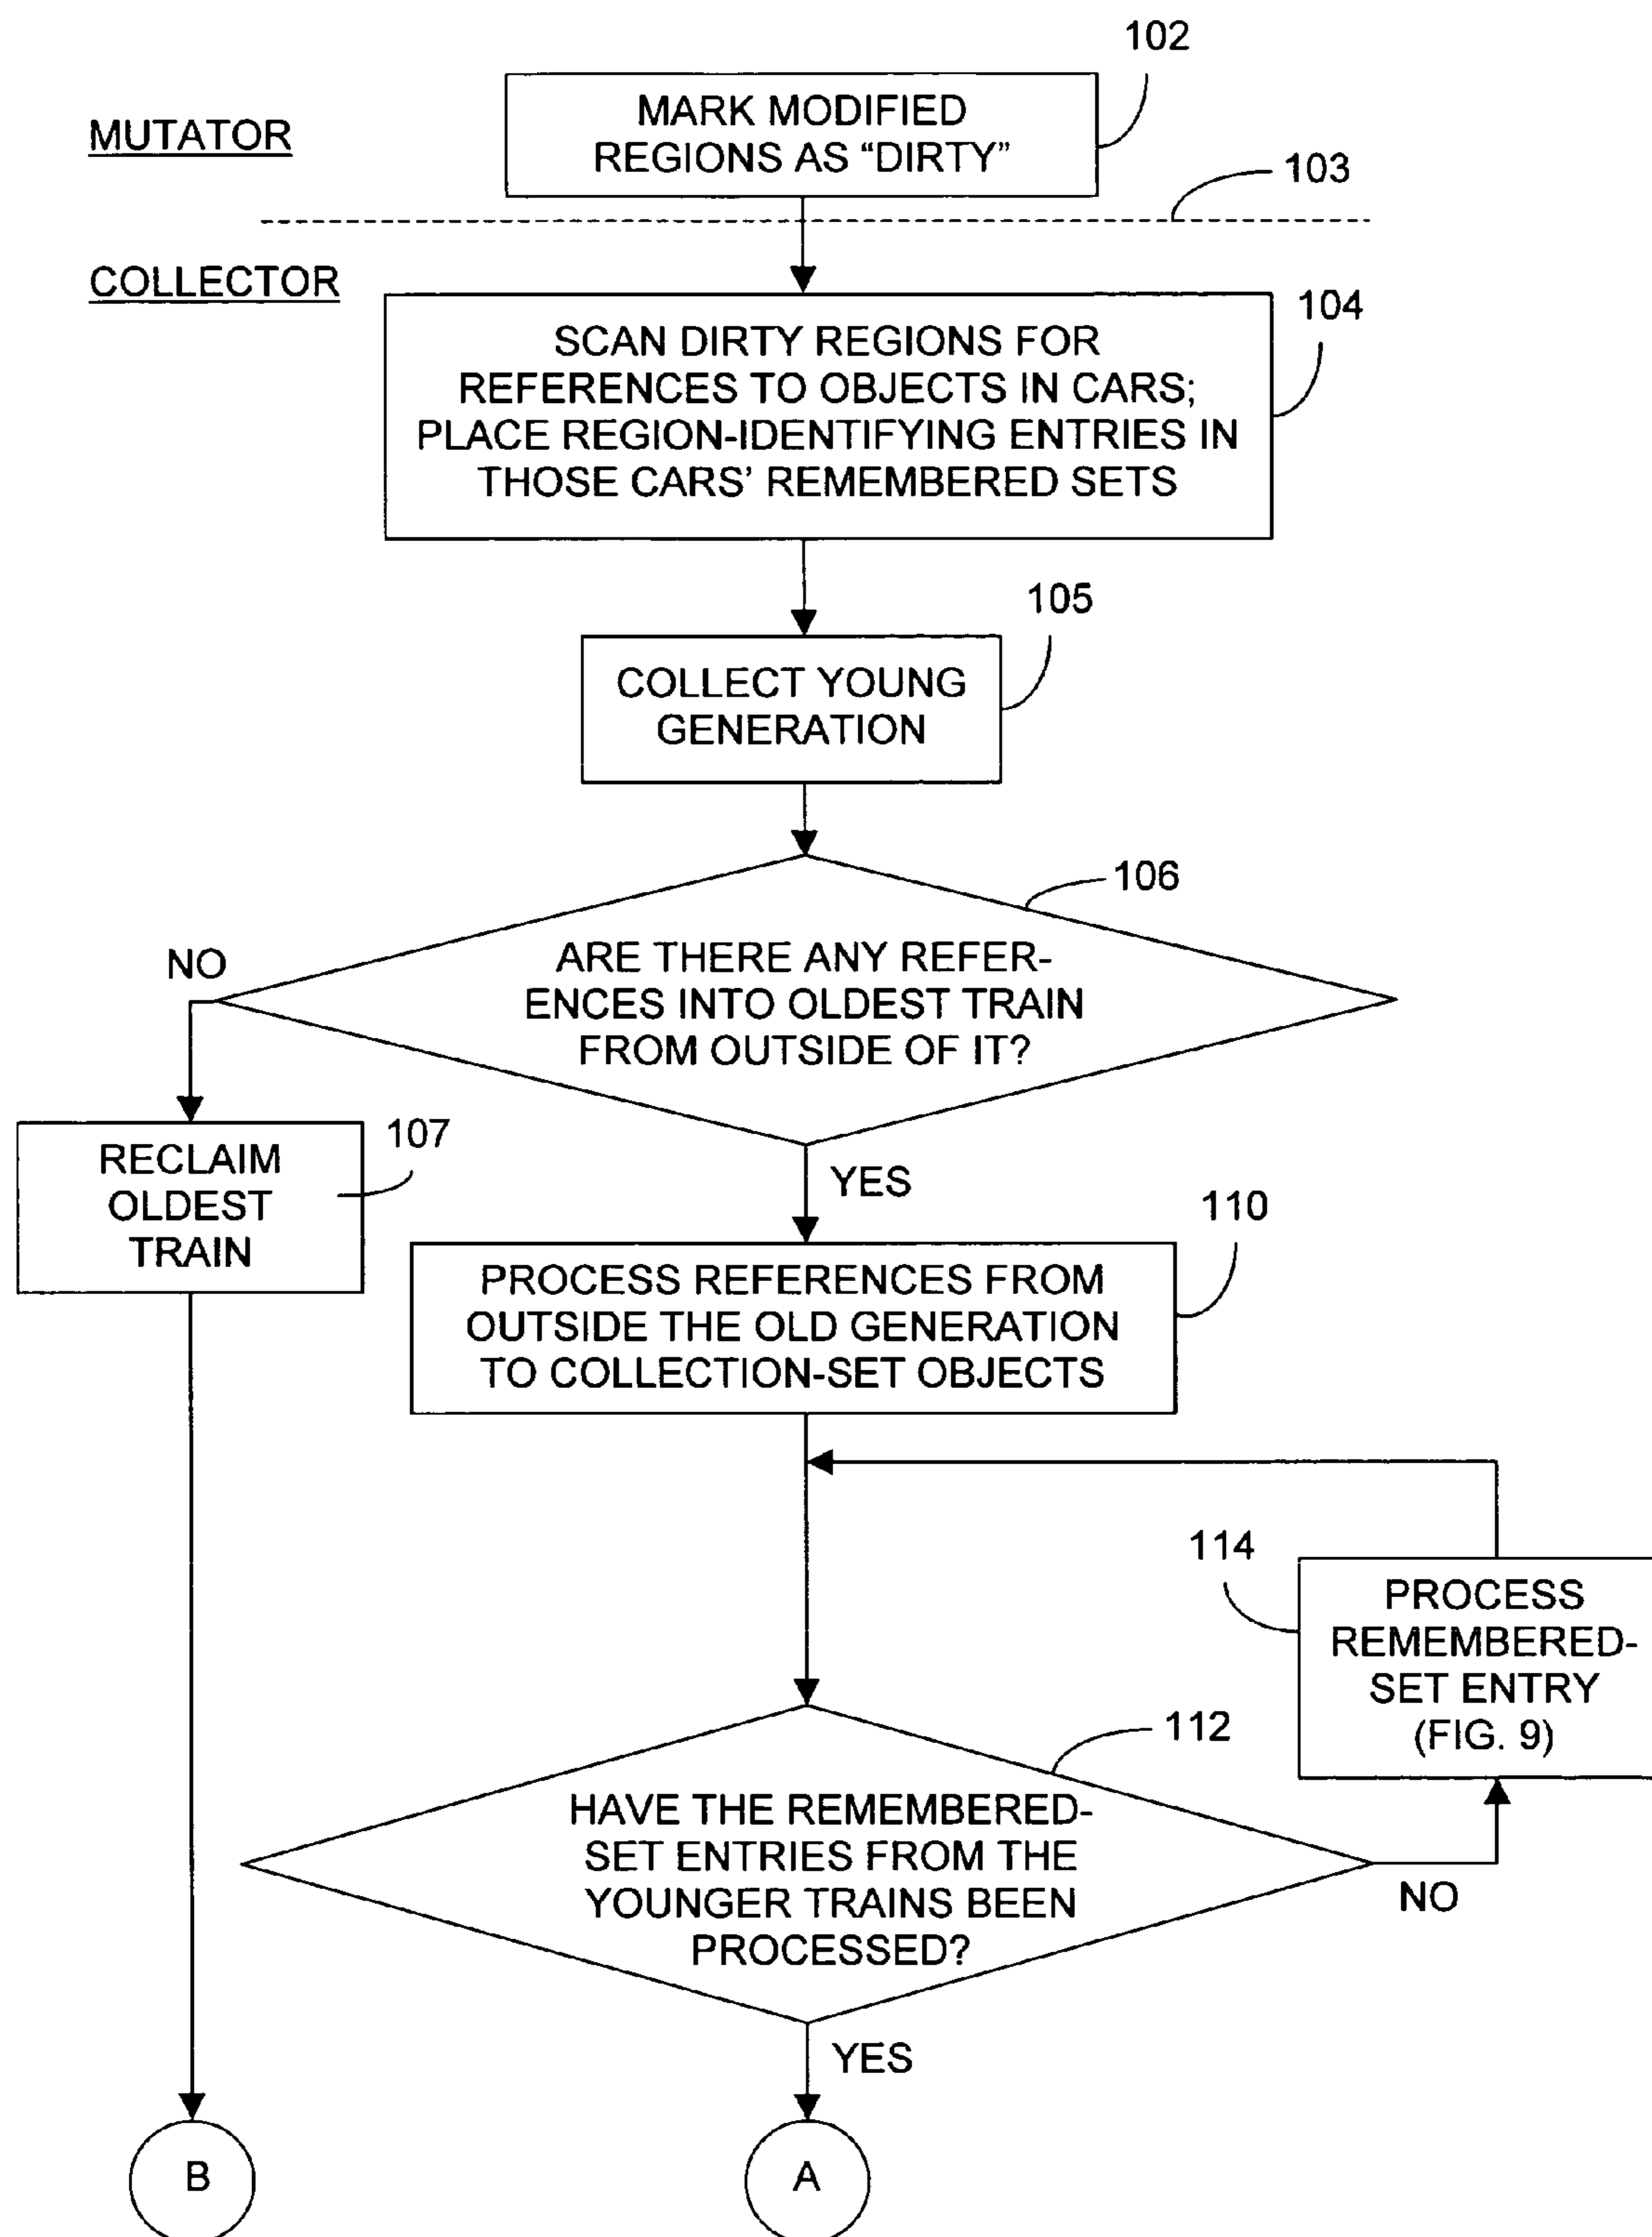 102
MUTATOR
MARK MODIFIED
REGIONS AS “DIRTY”
103
COLLECTOR
104
SCAN DIRTY REGIONS FOR
REFERENCES TO OBJECTS IN CARS;
PLACE REGION-IDENTIFYING ENTRIES IN
THOSE CARS’ REMEMBERED SETS
105
COLLECT YOUNG
GENERATION
106
ARE THERE ANY REFER-
ENCES INTO OLDEST TRAIN
FROM OUTSIDE OF IT?
NO
107
RECLAIM
OLDEST
TRAIN
YES
110
PROCESS REFERENCES FROM
OUTSIDE THE OLD GENERATION
TO COLLECTION-SET OBJECTS
114
PROCESS
REMEMBERED-
SET ENTRY
(FIG. 9)
112
HAVE THE REMEMBERED-
SET ENTRIES FROM THE
YOUNGER TRAINS BEEN
PROCESSED?
NO
YES
B
A